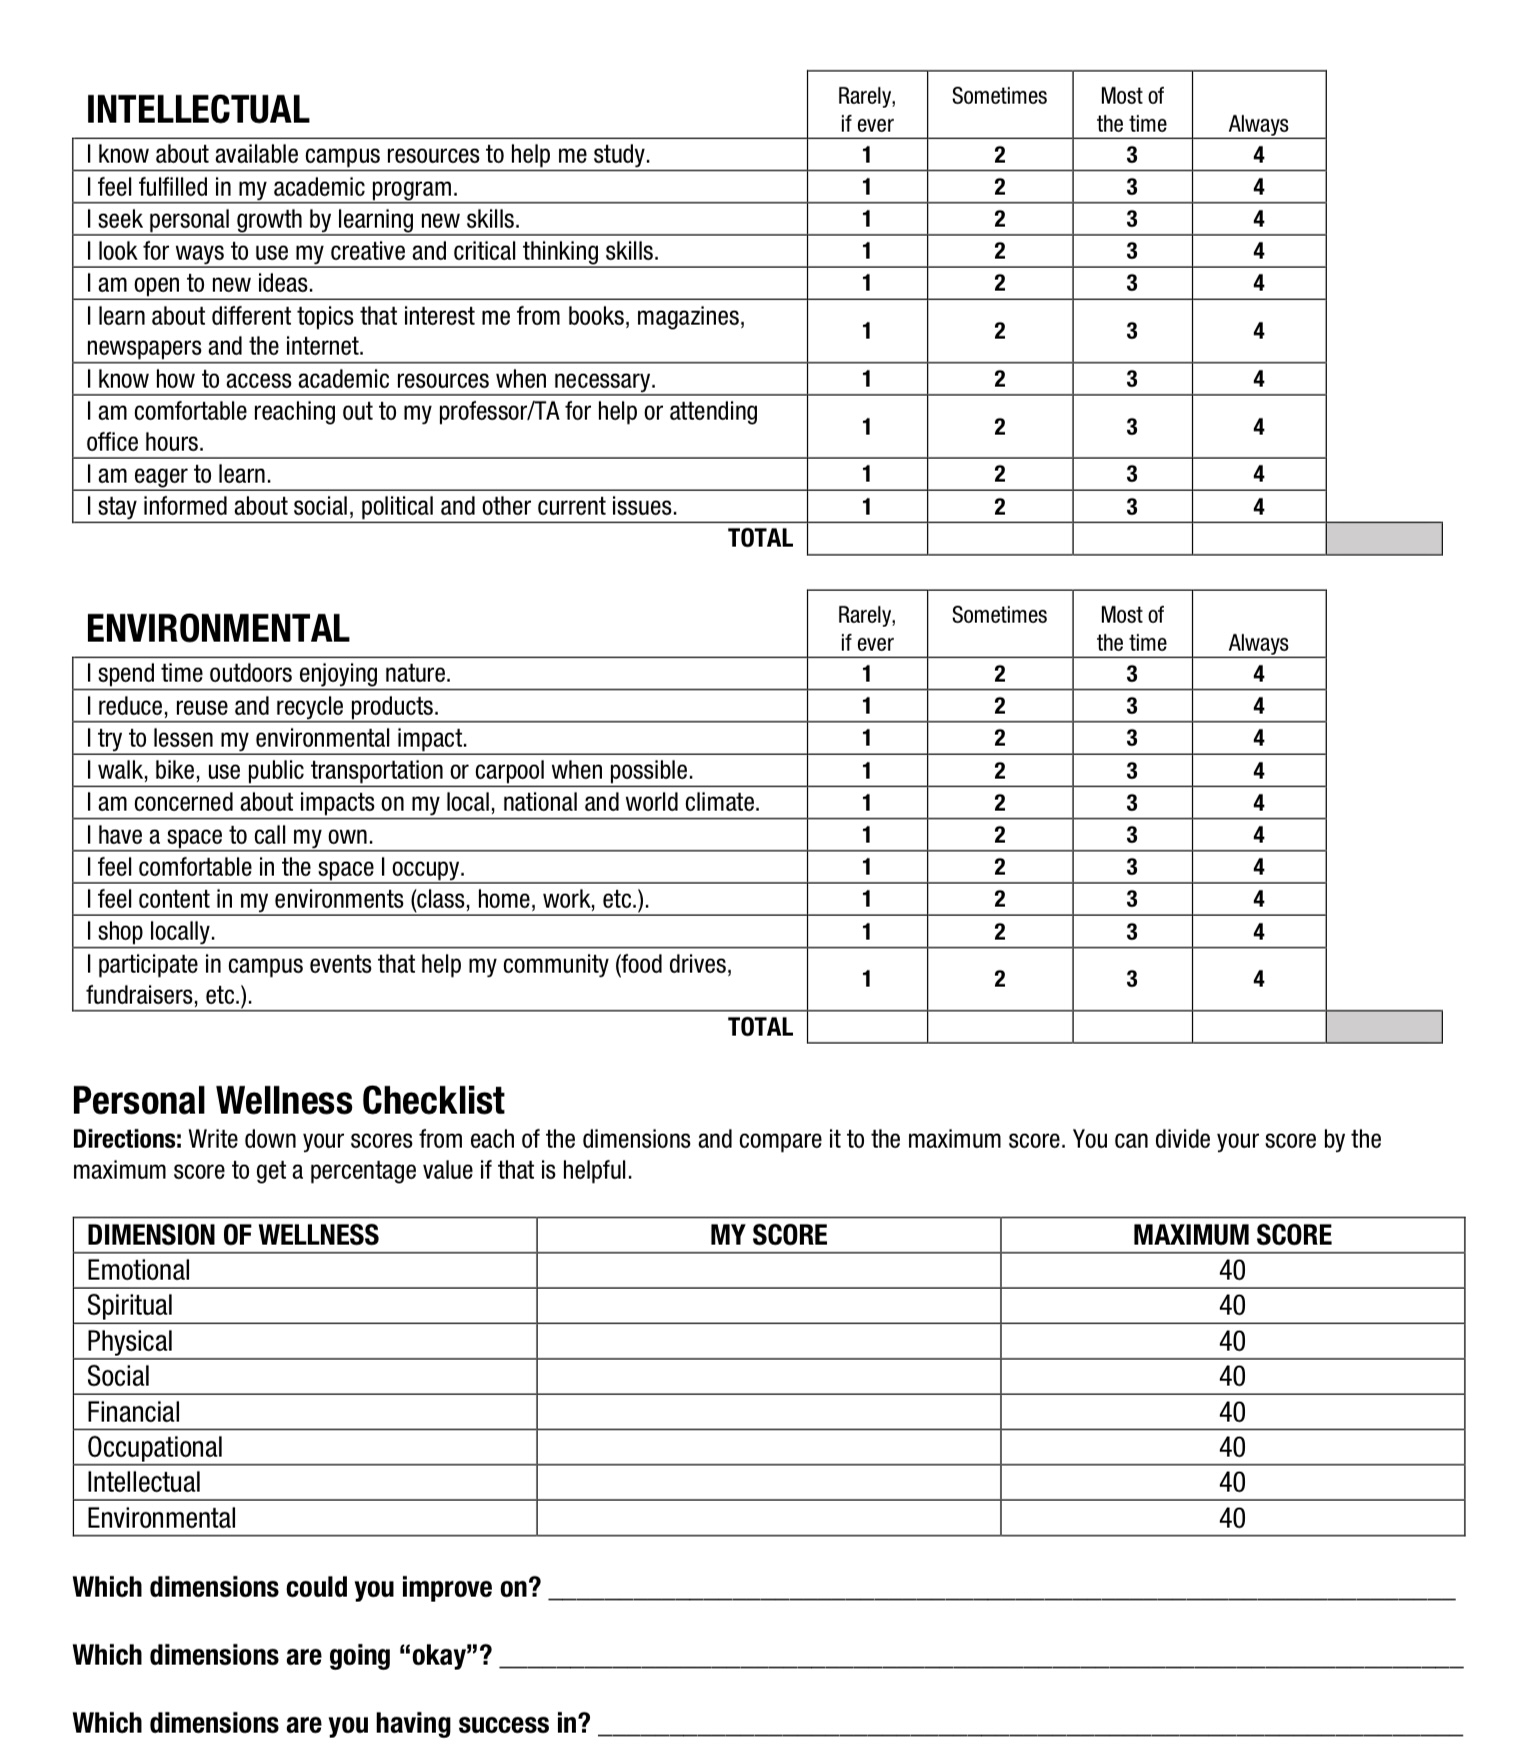 INTELLECTUAL
Rarely, if ever Sometimes Most of the time Always
I know about available campus resources to help me study. 1 2 3 4
I feel fulfilled in my academic program. 1 2 3 4
I seek personal growth by learning new skills. 1 2 3 4
I look for ways to use my creative and critical thinking skills. 1 2 3 4
I am open to new ideas. 1 2 3 4
I learn about different topics that interest me from books, magazines,
newspapers and the internet. 1 2 3 4
I know how to access academic resources when necessary. 1 2 3 4
I am comfortable reaching out to my professor/TA for help or attending
office hours. 1 2 3 4
I am eager to learn. 1 2 3 4
I stay informed about social, political and other current issues. 1 2 3 4
TOTAL
ENVIRONMENTAL
Rarely, if ever Sometimes Most of the time Always
I spend time outdoors enjoying nature. 1 2 3 4
I reduce, reuse and recycle products. 1 2 3 4
I try to lessen my environmental impact. 1 2 3 4
I walk, bike, use public transportation or carpool when possible. 1 2 3 4
I am concerned about impacts on my local, national and world climate. 1 2 3 4
I have a space to call my own. 1 2 3 4
I feel comfortable in the space I occupy. 1 2 3 4
I feel content in my environments (class, home, work, etc.). 1 2 3 4
I shop locally. 1 2 3 4
I participate in campus events that help my community (food drives,
fundraisers, etc.). 1 2 3 4
TOTAL
Personal Wellness Checklist
Directions: Write down your scores from each of the dimensions and compare it to the maximum score. You can divide your score by the
maximum score to get a percentage value if that is helpful.
DIMENSION OF WELLNESS MY SCORE MAXIMUM SCORE
Emotional 40
Spiritual 40
Physical 40
Social 40
Financial 40
Occupational 40
Intellectual 40
Environmental 40
Which dimensions could you improve on?
Which dimensions are going “okay”?
Which dimensions are you having success in?